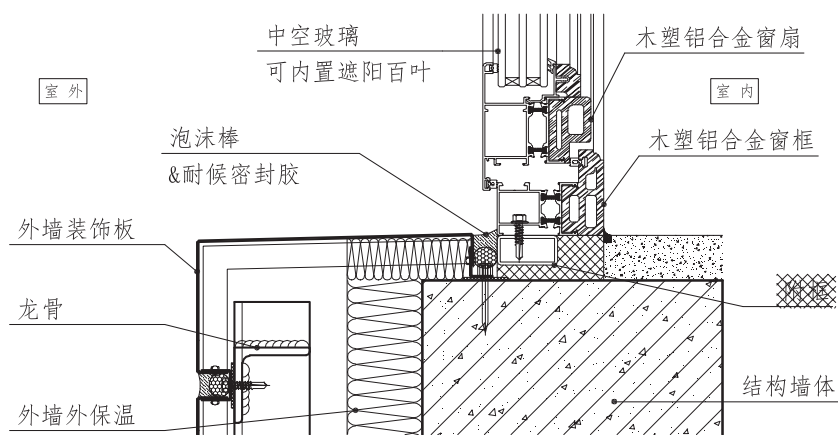 中空玻璃
可内置遮阳百叶
木塑铝合金窗扇
室外
室内
泡沫棒
&耐候密封胶
木塑铝合金窗框
外墙装饰板
龙骨
结构墙体
外墙外保温